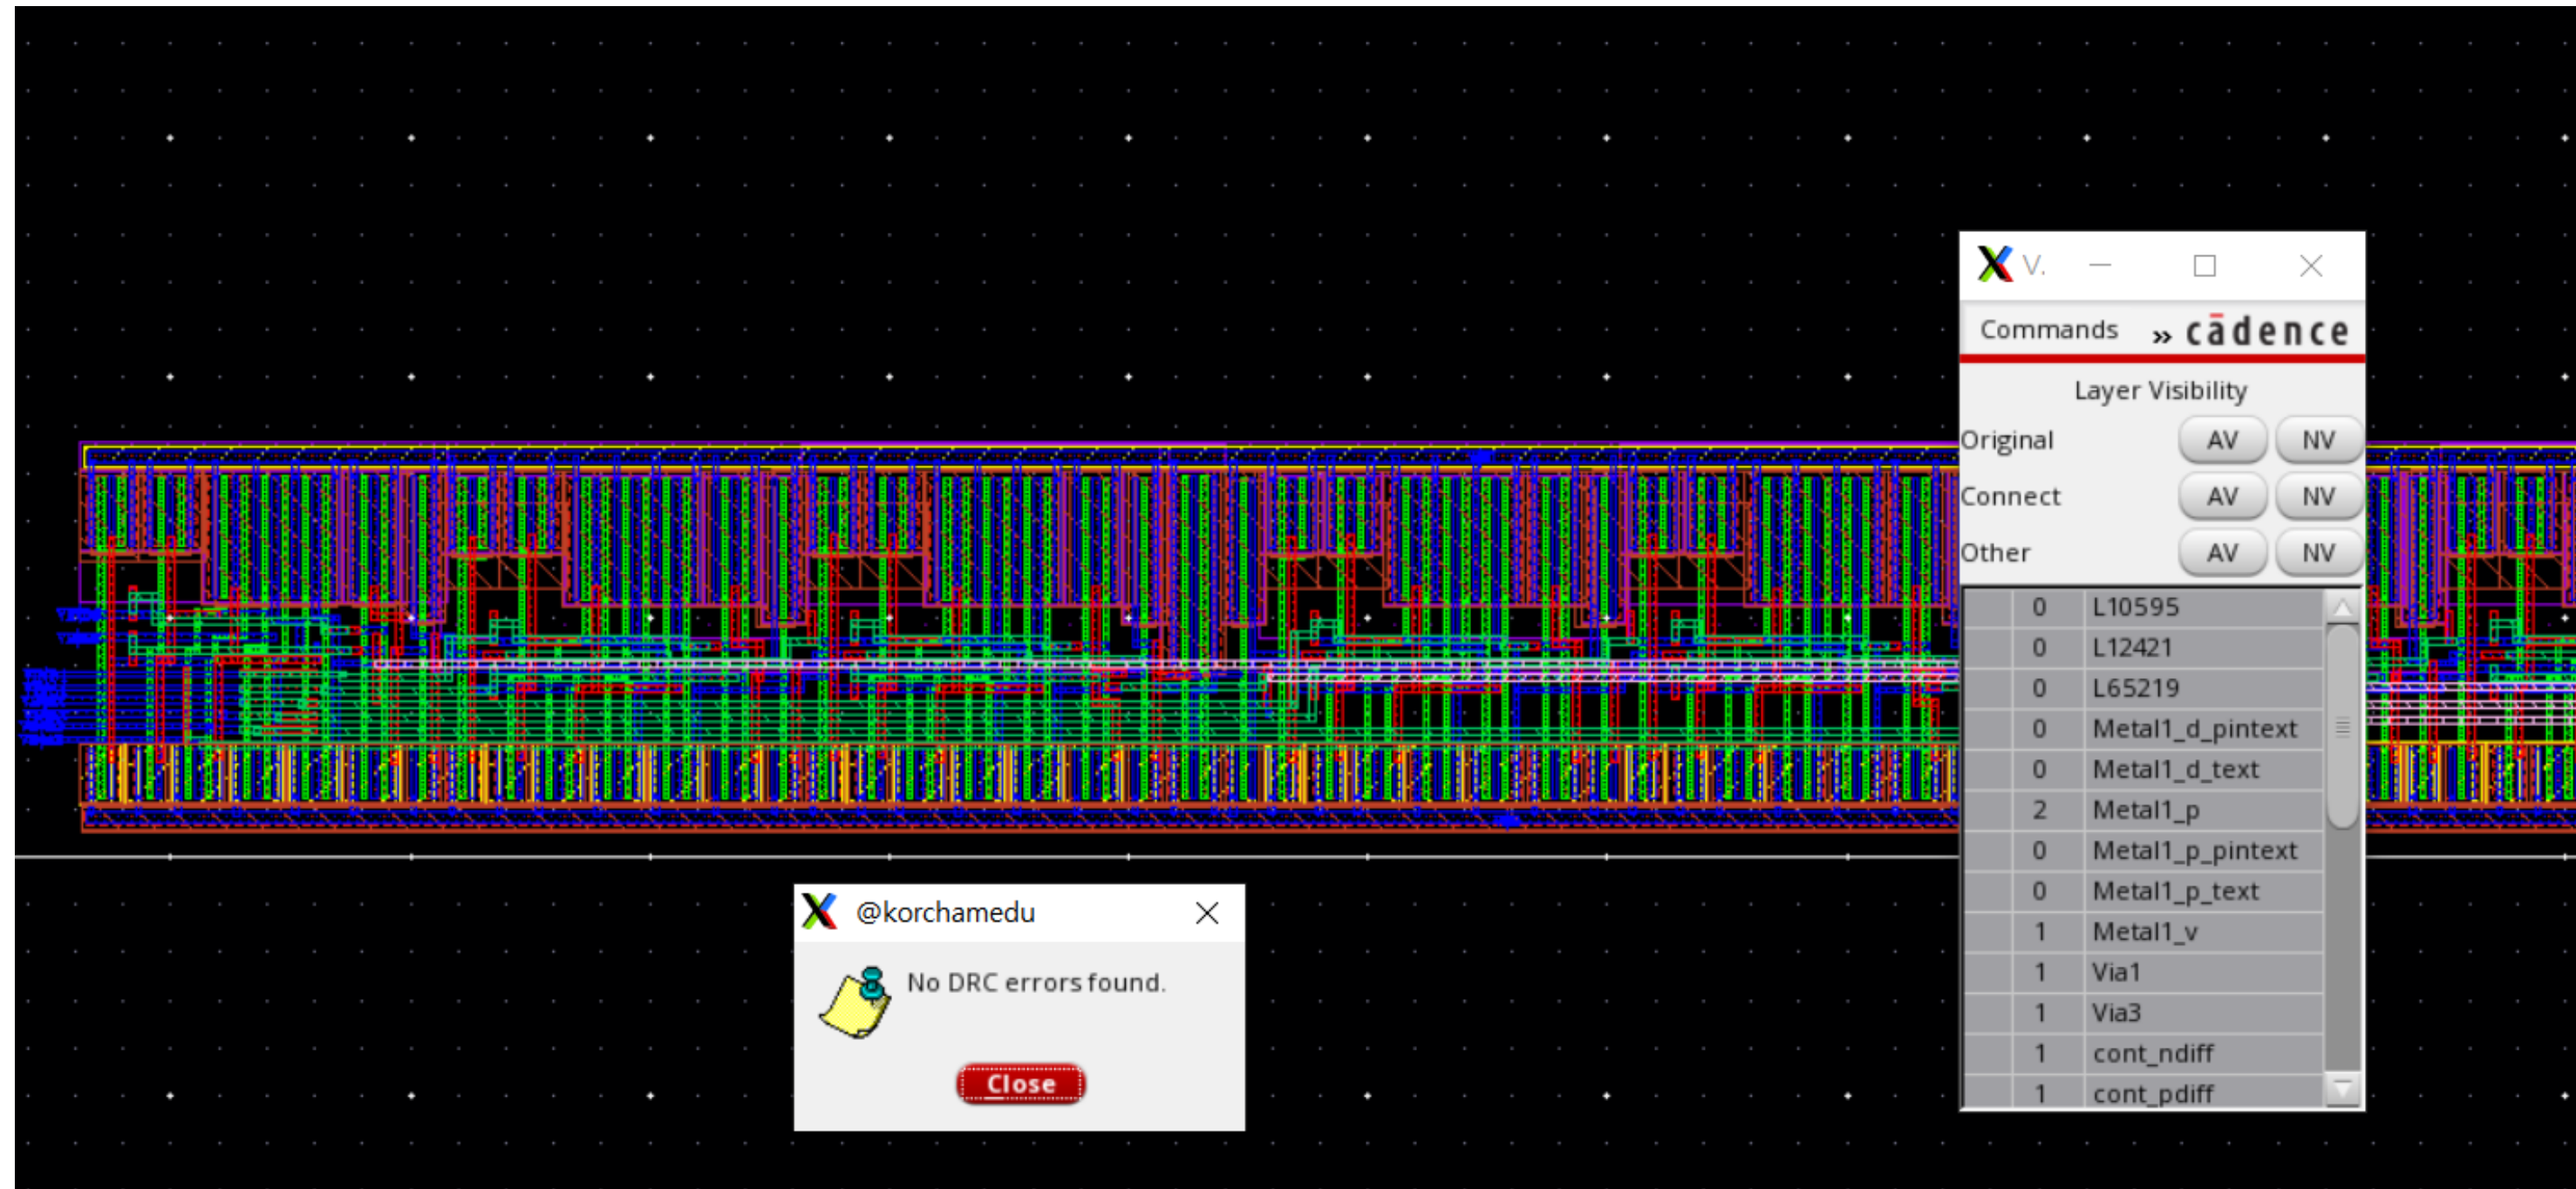 V.
Commands » cādence
Layer Visibility
Original AV NV
Connect AV NV
Other AV NV
0 L10595
0 L12421
0 L65219
0 Metal1_d_pintext
0 Metal1_d_text
2 Metal1_p
0 Metal1_p_pintext
0 Metal1_p_text
1 Metal1_v
1 Via1
1 Via3
1 cont_ndiff
1 cont_pdiff
@korchamedu
No DRC errors found.
Close